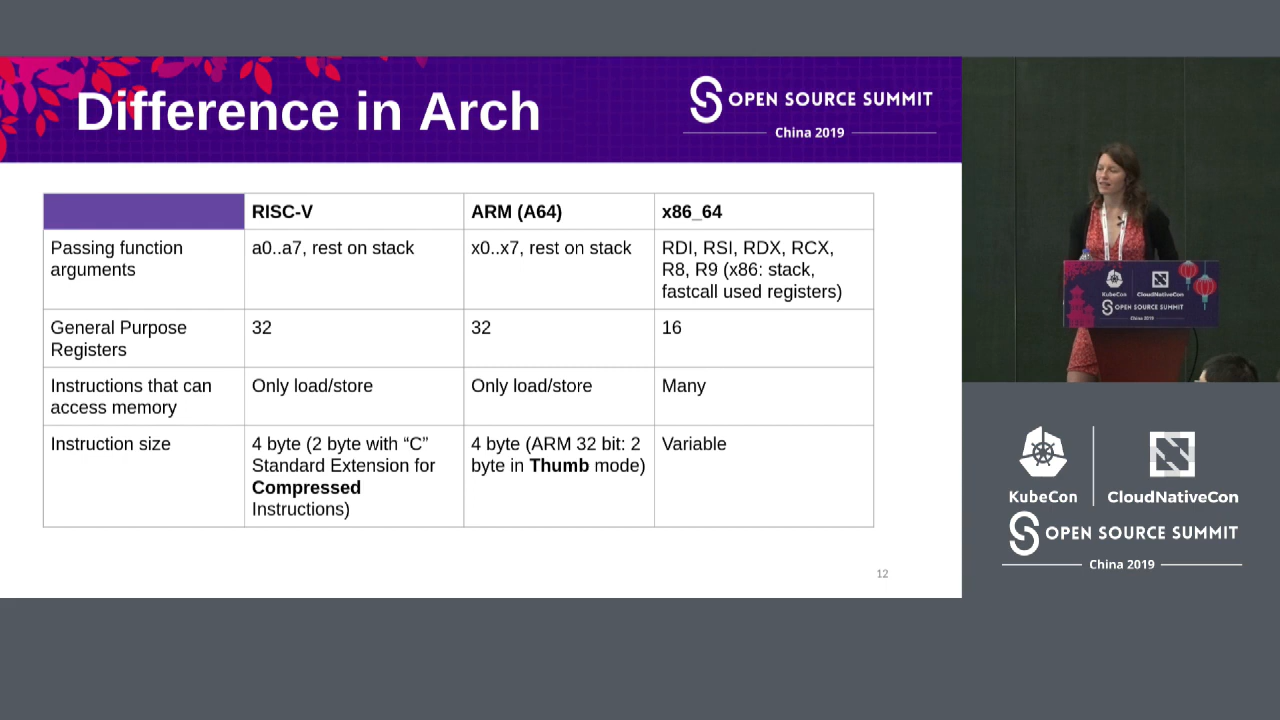 Difference in Arch
OPEN SOURCE SUMMIT
China 2019
RISC-V
ARM (A64)
x86_64
Passing function
arguments
a0..a7, rest on stack
x0..x7, rest on stack
RDI, RSI, RDX, RCX,
R8, R9 (x86: stack,
fastcall used registers)
General Purpose
Registers
32
32
16
Instructions that can
access memory
Only load/store
Only load/store
Many
Instruction size
4 byte (2 byte with “C”
Standard Extension for
Compressed
Instructions)
4 byte (ARM 32 bit: 2
byte in Thumb mode)
Variable
12
KubeCon
CloudNativeCon
OPEN SOURCE SUMMIT
China 2019
KubeCon
CloudNativeCon
OPEN SOURCE SUMMIT
China 2019